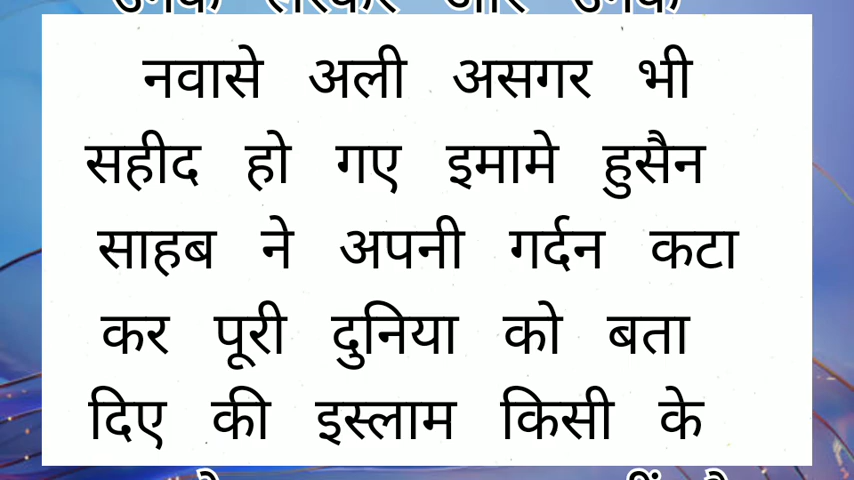 नवासे अली असगर भी
सहीद हो गए इमामे हुसैन
साहब ने अपनी गर्दन कटा
कर पूरी दुनिया को बता
दिए की इस्लाम किसी के